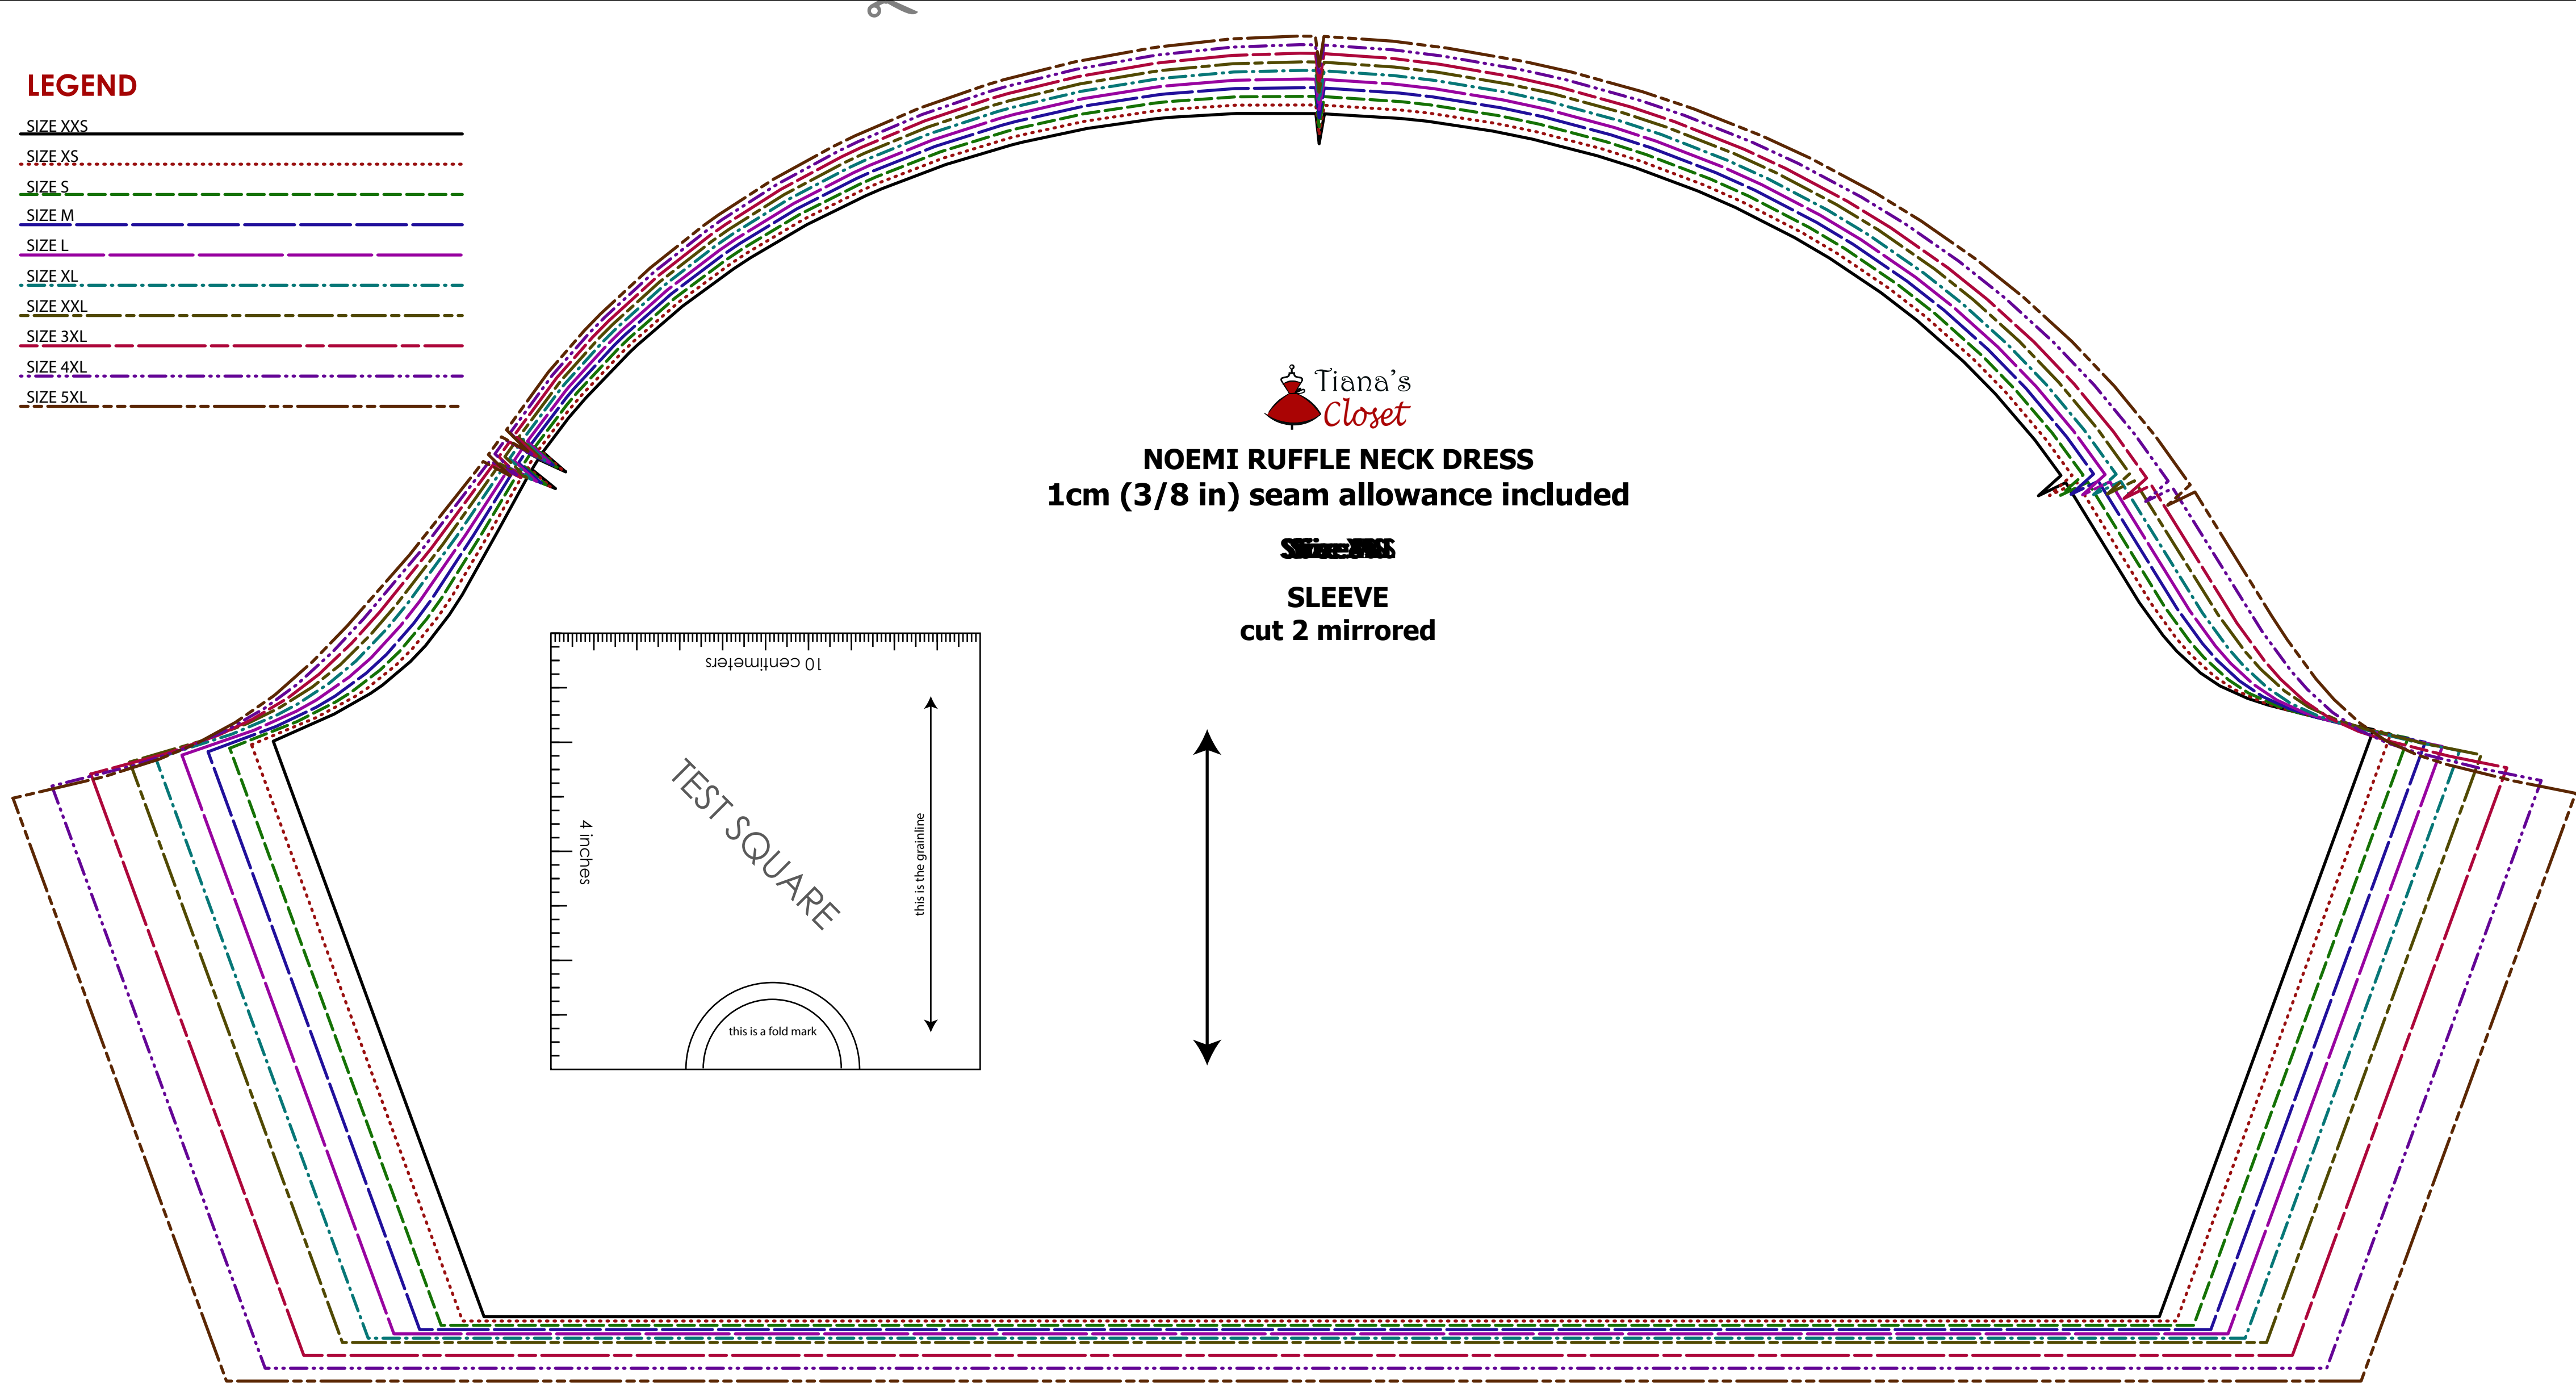 LEGEND
SIZE XXS
SIZE XS
SIZE S
SIZE M
SIZE L
SIZE XL
SIZE XXL
SIZE 3XL
SIZE 4XL
SIZE 5XL
Tiana's
Closet
NOEMI RUFFLE NECK DRESS
1cm (3/8 in) seam allowance included
SLEEVE
cut 2 mirrored
10 centimeters
4 inches
TEST SQUARE
this is the grainline
this is a fold mark